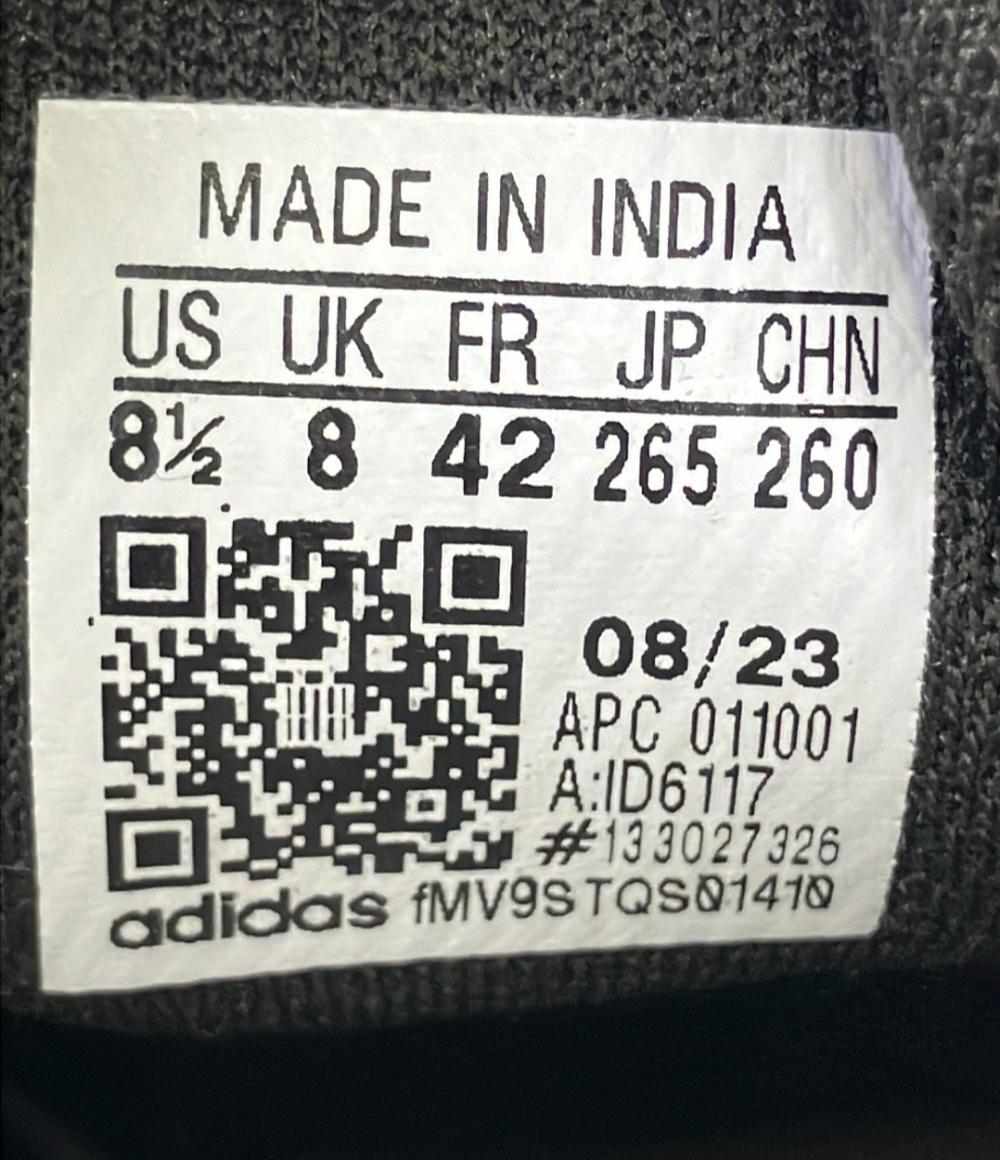 MADE IN INDIA
US UK FR JP CHN
8½ 8 42 265 260
08/23
APC 011001
A:ID6117
#133027326
adidas fMV9STQS01410